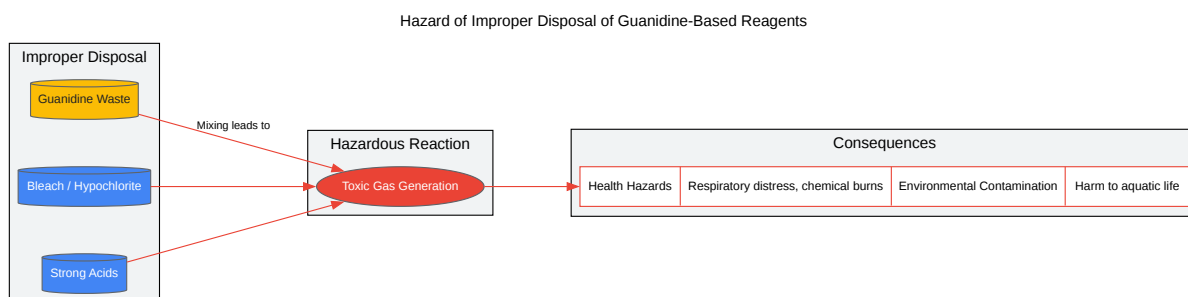 Hazard of Improper Disposal of Guanidine-Based Reagents
Improper Disposal
Guanidine Waste
Bleach / Hypochlorite
Strong Acids
Mixing leads to
Hazardous Reaction
Toxic Gas Generation
Consequences
Health Hazards
Respiratory distress, chemical burns
Environmental Contamination
Harm to aquatic life